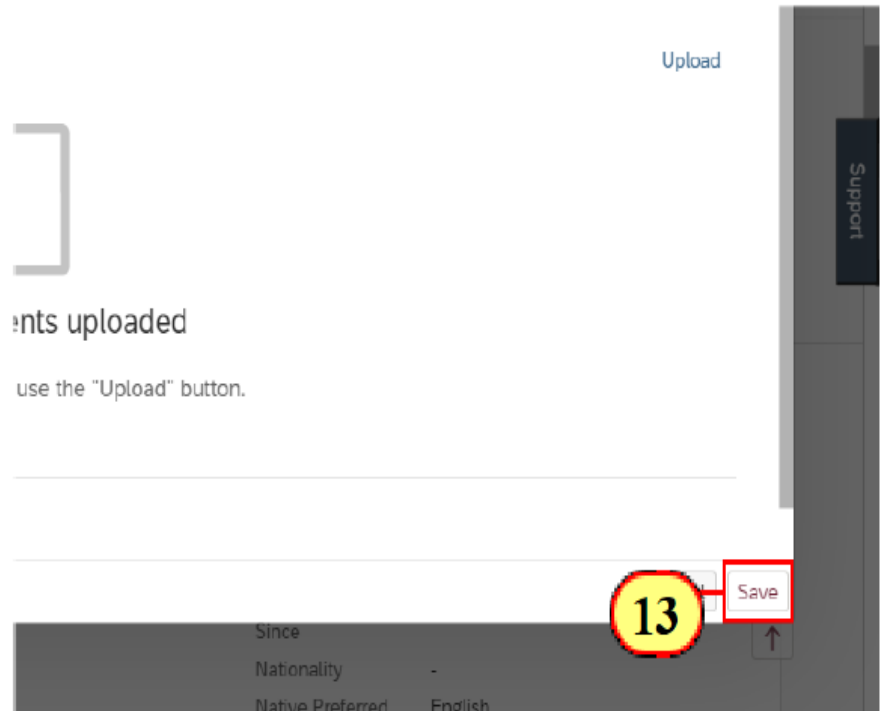 Upload
Support
ents uploaded
use the "Upload" button.
13
Save
Since
Nationality -
Native Preferred English